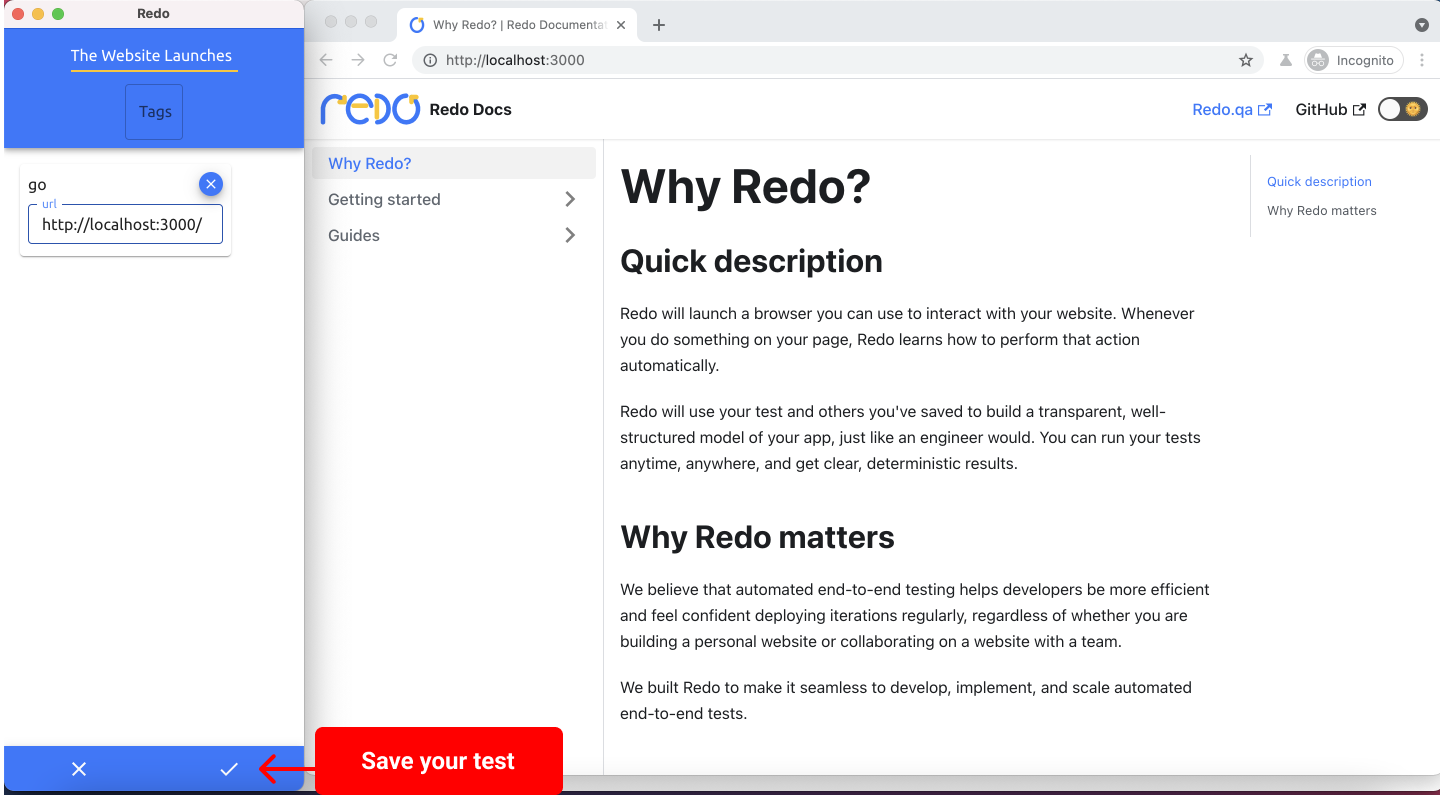 Redo
The Website Launches
Tags
go
url
http://localhost:3000/
Why Redo? | Redo Documenta
http://localhost:3000
Incognito
REDO Redo Docs
Redo.qa
GitHub
Why Redo?
Getting started
Guides
Why Redo?
Quick description
Redo will launch a browser you can use to interact with your website. Whenever
you do something on your page, Redo learns how to perform that action
automatically.
Redo will use your test and others you've saved to build a transparent, well-
structured model of your app, just like an engineer would. You can run your tests
anytime, anywhere, and get clear, deterministic results.
Why Redo matters
We believe that automated end-to-end testing helps developers be more efficient
and feel confident deploying iterations regularly, regardless of whether you are
building a personal website or collaborating on a website with a team.
We built Redo to make it seamless to develop, implement, and scale automated
end-to-end tests.
Quick description
Why Redo matters
Save your test